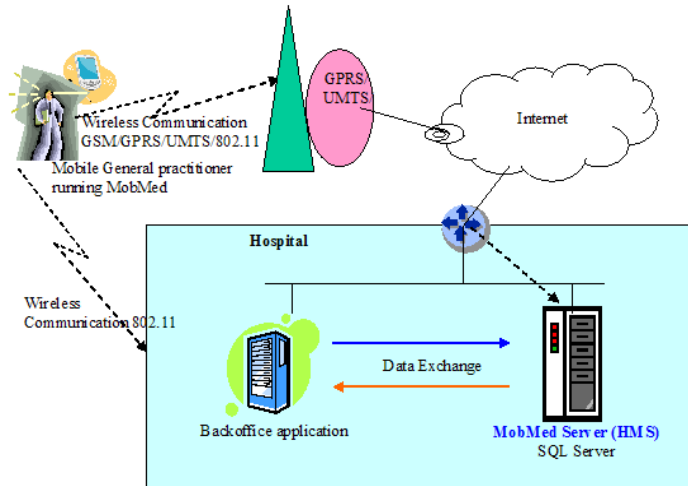 GPRS/
UMTS/
Internet
Wireless Communication
GSM/GPRS/UMTS/802.11
Mobile General practitioner
running MobMed
Hospital
Wireless
Communication 802.11
Data Exchange
Backoffice application
MobMed Server (HMS)
SQL Server